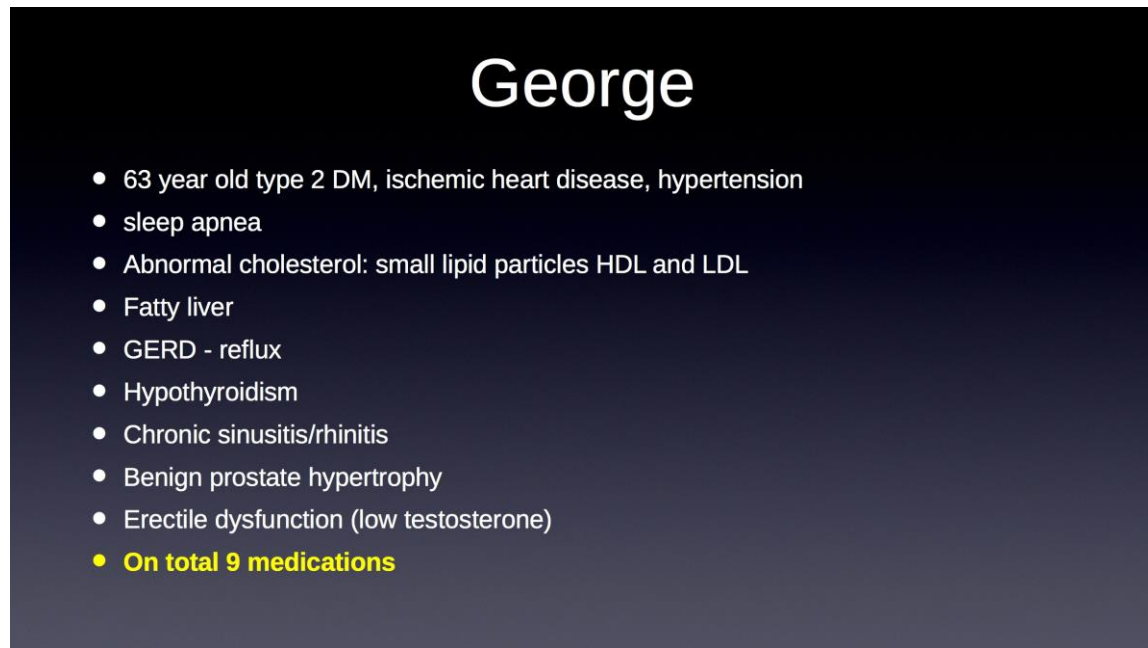 George
• 63 year old type 2 DM, ischemic heart disease, hypertension
• sleep apnea
• Abnormal cholesterol: small lipid particles HDL and LDL
• Fatty liver
• GERD - reflux
• Hypothyroidism
• Chronic sinusitis/rhinitis
• Benign prostate hypertrophy
• Erectile dysfunction (low testosterone)
• On total 9 medications